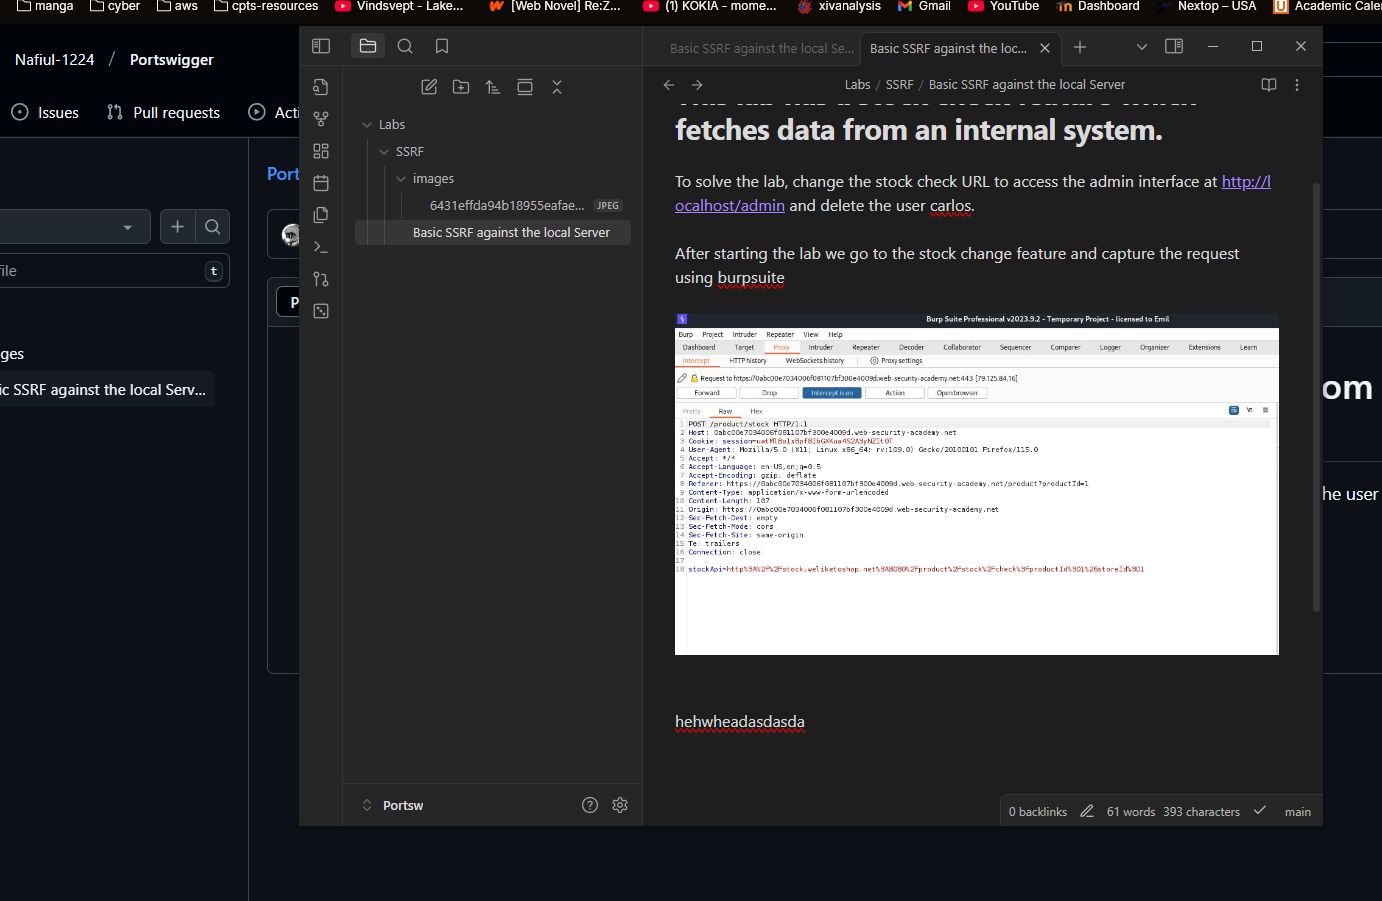 manga
cyber
aws
cpts-resources
Vindsvept - Lake...
[Web Novel] Re:Z...
(1) KOKIA - mome...
xivanalysis
Gmail
YouTube
Dashboard
Nextop – USA
Academic Caler
Nafiul-1224 / Portswigger
Issues
Pull requests
Acti
Port
file
t
P
ges
ic SSRF against the local Serv...
om
he user
Labs
SSRF
images
6431effda94b18955eafae... JPEG
Basic SSRF against the local Server
Portsw
Basic SSRF against the local Se...
Basic SSRF against the loc...
Labs / SSRF / Basic SSRF against the local Server
fetches data from an internal system.
To solve the lab, change the stock check URL to access the admin interface at http://l
ocalhost/admin and delete the user carlos.
After starting the lab we go to the stock change feature and capture the request
using burpsuite
Burp Suite Professional v2023.9.2 - Temporary Project - licensed to Emil
Burp Project Intruder Repeater View Help
Dashboard Target Proxy Intruder Repeater Decoder Collaborator Sequencer Comparer Logger Organizer Extensions Learn
Intercept HTTP history WebSockets history Proxy settings
Request to https://0abc00e7034006f081107bf300e4009d.web-security-academy.net:443 [79.125.84.16]
Forward Drop Intercept is on Action Open browser
Pretty Raw Hex
1 POST /product/stock HTTP/1.1
2 Host: 0abc00e7034006f081107bf300e4009d.web-security-academy.net
3 Cookie:
4 User-Agent: Mozilla/5.0 (X11; Linux x86_64; rv:109.0) Gecko/20100101 Firefox/115.0
5 Accept: */*
6 Accept-Language: en-US,en;q=0.5
7 Accept-Encoding: gzip, deflate
8 Referer: https://0abc00e7034006f081107bf300e4009d.web-security-academy.net/product?productId=1
9 Content-Type: application/x-www-form-urlencoded
10 Content-Length: 107
11 Origin: https://0abc00e7034006f081107bf300e4009d.web-security-academy.net
12 Sec-Fetch-Dest: empty
13 Sec-Fetch-Mode: cors
14 Sec-Fetch-Site: same-origin
15 Te: trailers
16 Connection: close
17
18 stockApi=http%3A%2F%2Fstock.weliketoshop.net%3A8080%2Fproduct%2Fstock%2Fcheck%3FproductId%3D1%26storeId%3D1
hehwheadasdasda
0 backlinks 61 words 393 characters main